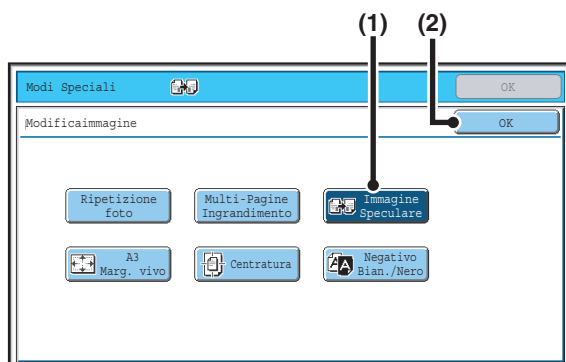 (1) (2)
Modi Speciali OK
Modificaimmagine OK
Ripetizione
foto
Multi-Pagine
Ingrandimento
Immagine
Speculare
A3
Marg. vivo
Centratura
Negativo
Bian./Nero